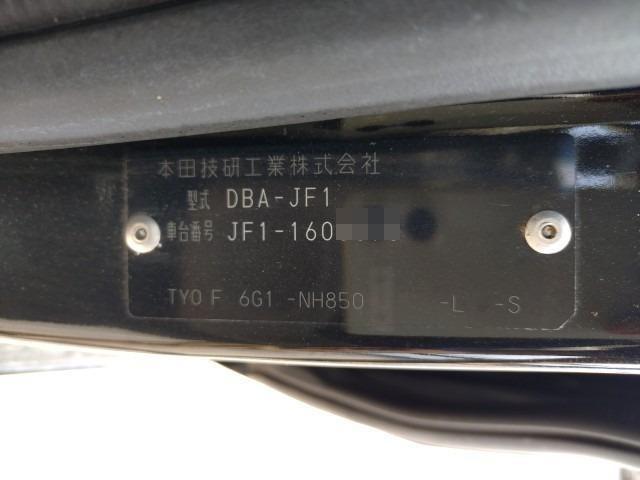 本田技研工業株式会社
型式 DBA-JF1
車台番号 JF1-160
TYO F 6G1 -NH850 -L -S